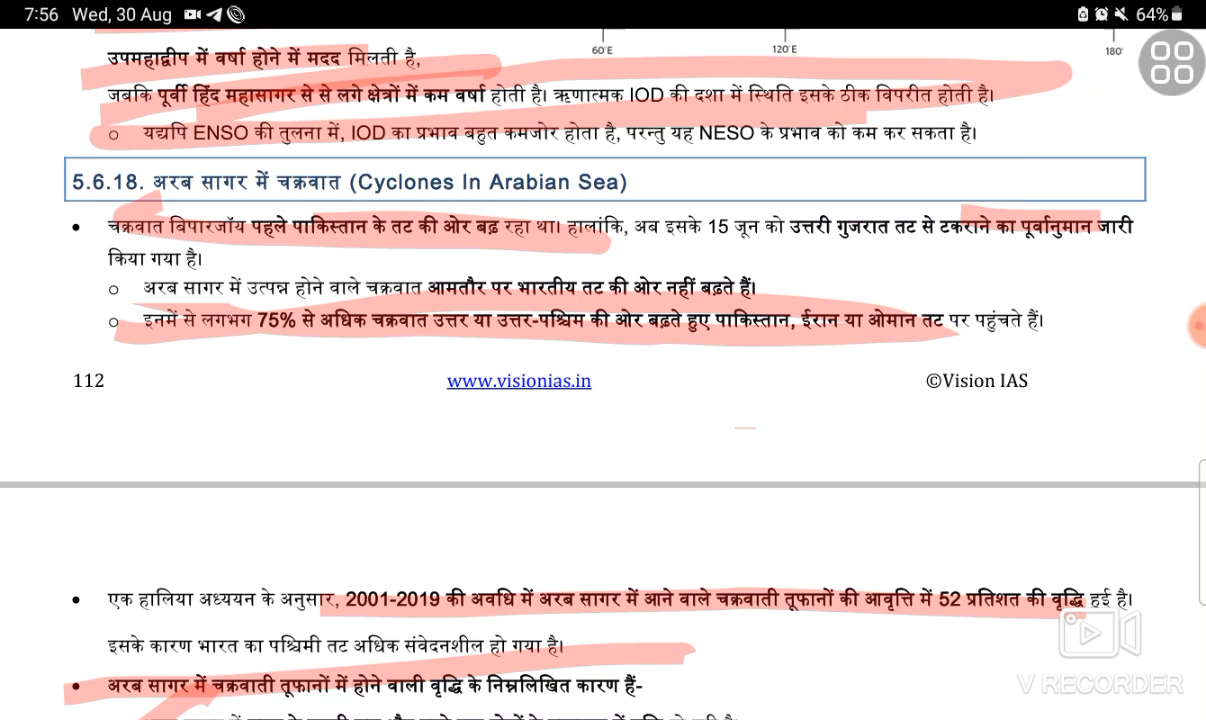 7:56 Wed, 30 Aug
64%
60°E 120°E 180°
उपमहाद्वीप में वर्षा होने में मदद मिलती है,
जबकि पूर्वी हिंद महासागर से से लगे क्षेत्रों में कम वर्षा होती है। ऋणात्मक IOD की दशा में स्थिति इसके ठीक विपरीत होती है।
o यद्यपि ENSO की तुलना में, IOD का प्रभाव बहुत कमजोर होता है, परन्तु यह NESO के प्रभाव को कम कर सकता है।
5.6.18. अरब सागर में चक्रवात (Cyclones In Arabian Sea)
• चक्रवात बिपारजॉय पहले पाकिस्तान के तट की ओर बढ़ रहा था। हालांकि, अब इसके 15 जून को उत्तरी गुजरात तट से टकराने का पूर्वानुमान जारी
किया गया है।
o अरब सागर में उत्पन्न होने वाले चक्रवात आमतौर पर भारतीय तट की ओर नहीं बढ़ते हैं।
o इनमें से लगभग 75% से अधिक चक्रवात उत्तर या उत्तर-पश्चिम की ओर बढ़ते हुए पाकिस्तान, ईरान या ओमान तट पर पहुंचते हैं।
112 www.visionias.in ©Vision IAS
• एक हालिया अध्ययन के अनुसार, 2001-2019 की अवधि में अरब सागर में आने वाले चक्रवाती तूफानों की आवृत्ति में 52 प्रतिशत की वृद्धि हुई है।
इसके कारण भारत का पश्चिमी तट अधिक संवेदनशील हो गया है।
• अरब सागर में चक्रवाती तूफानों में होने वाली वृद्धि के निम्नलिखित कारण हैं-
V RECORDER